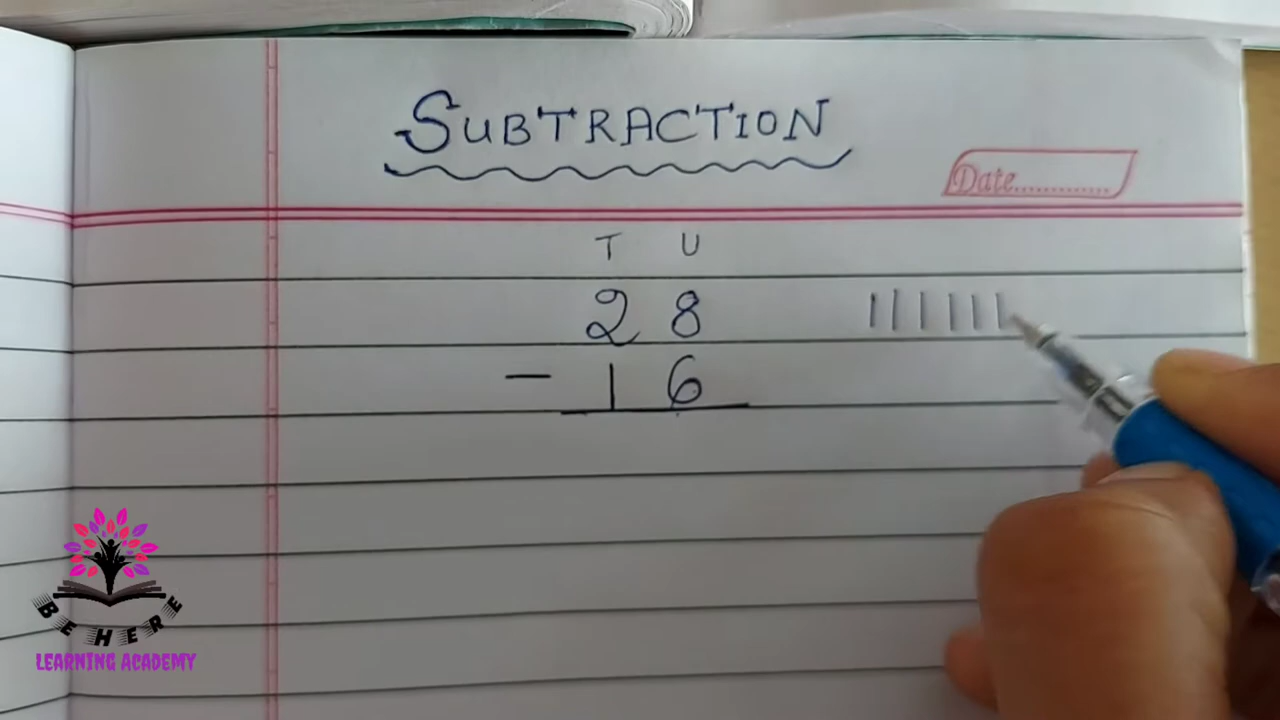 SUBTRACTION
Date............
T U
2 8
- 1 6
BEHERE
LEARNING ACADEMY